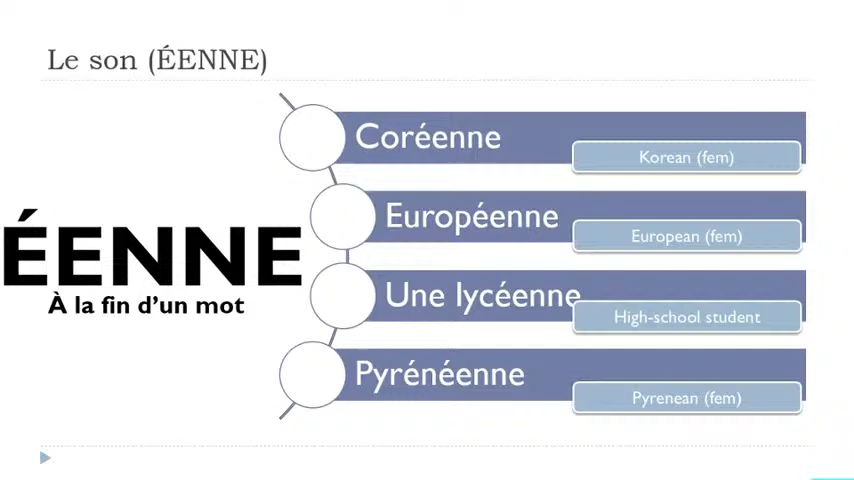 Le son (ÉENNE)
ÉENNE
À la fin d'un mot
Coréenne
Korean (fem)
Européenne
European (fem)
Une lycéenne
High-school student
Pyrénéenne
Pyrenean (fem)